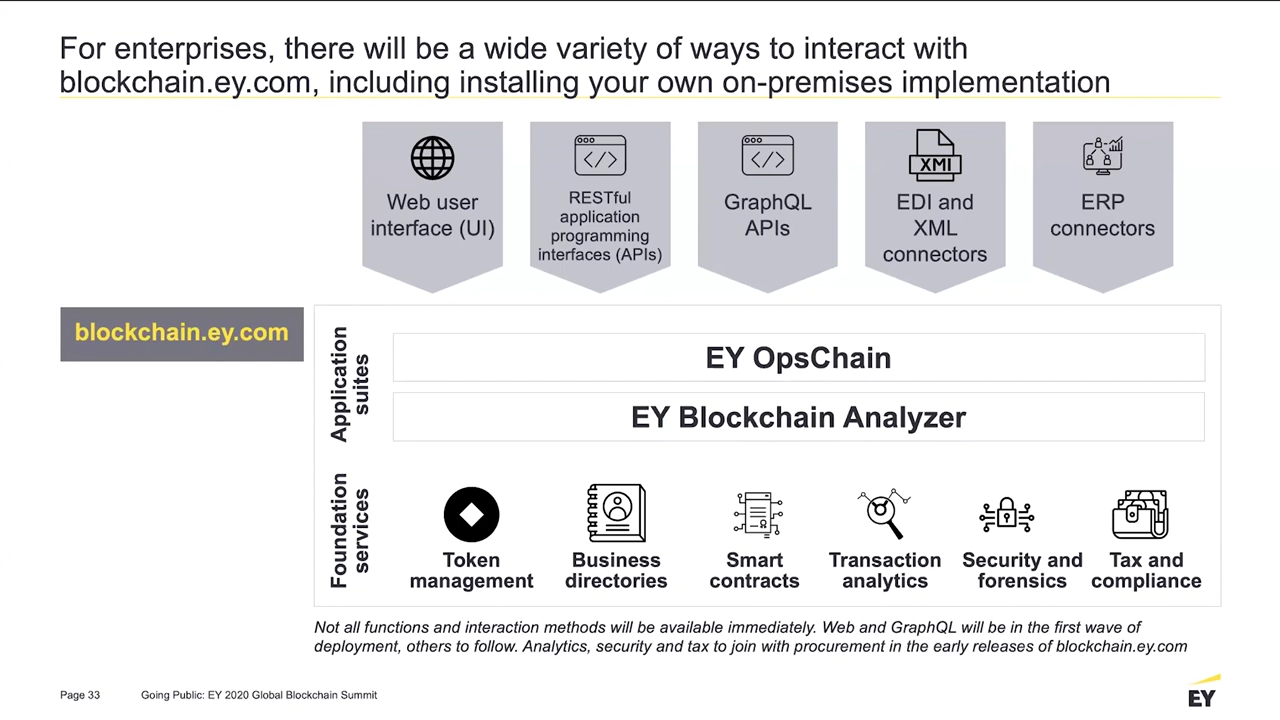 For enterprises, there will be a wide variety of ways to interact with
blockchain.ey.com, including installing your own on-premises implementation
Web user
interface (UI)
RESTful
application
programming
interfaces (APIs)
GraphQL
APIs
XMI
EDI and
XML
connectors
ERP
connectors
blockchain.ey.com
Application
suites
EY OpsChain
EY Blockchain Analyzer
Foundation
services
Token
management
Business
directories
Smart
contracts
Transaction
analytics
Security and
forensics
Tax and
compliance
Not all functions and interaction methods will be available immediately. Web and GraphQL will be in the first wave of
deployment, others to follow. Analytics, security and tax to join with procurement in the early releases of blockchain.ey.com
Page 33
Going Public: EY 2020 Global Blockchain Summit
EY